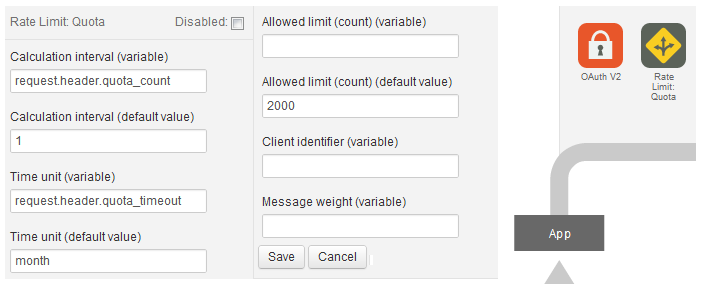 Rate Limit: Quota
Disabled:
Calculation interval (variable)
request.header.quota_count
Calculation interval (default value)
1
Time unit (variable)
request.header.quota_timeout
Time unit (default value)
month
Allowed limit (count) (variable)
Allowed limit (count) (default value)
2000
Client identifier (variable)
Message weight (variable)
Save
Cancel
OAuth V2
Rate
Limit:
Quota
App